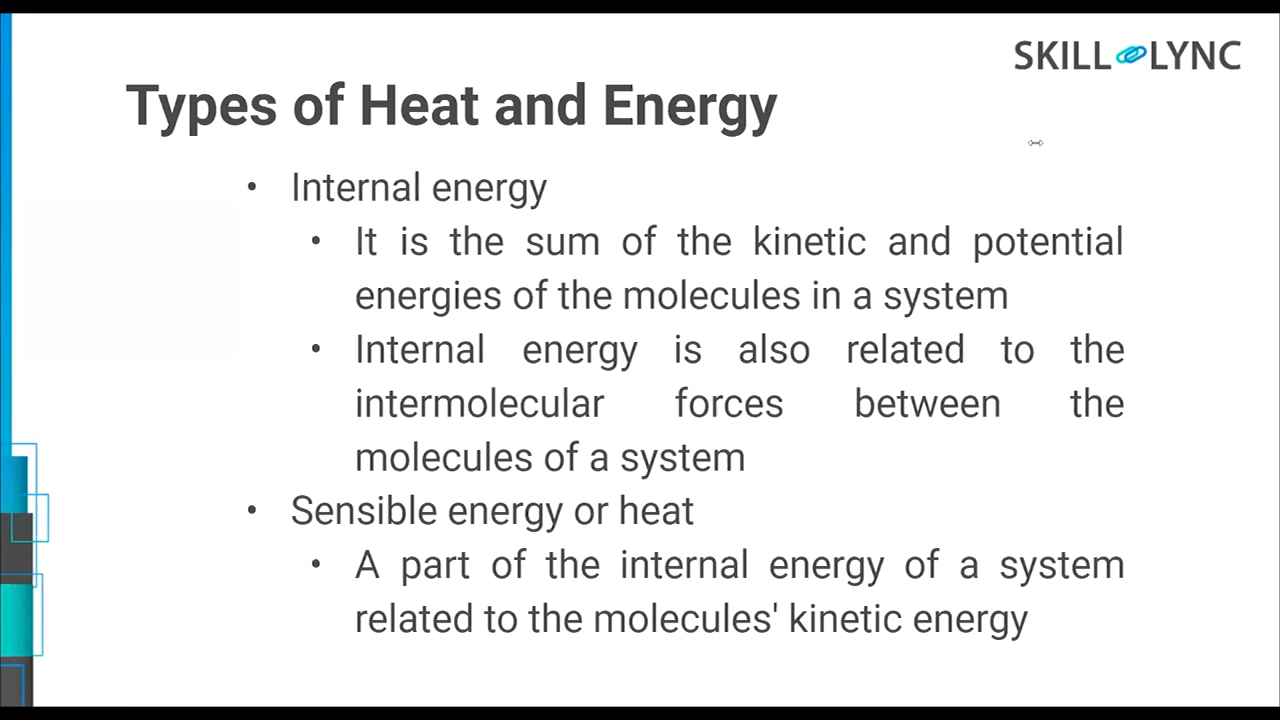 SKILL LYNC
Types of Heat and Energy
• Internal energy
• It is the sum of the kinetic and potential
energies of the molecules in a system
• Internal energy is also related to the
intermolecular forces between the
molecules of a system
• Sensible energy or heat
• A part of the internal energy of a system
related to the molecules' kinetic energy